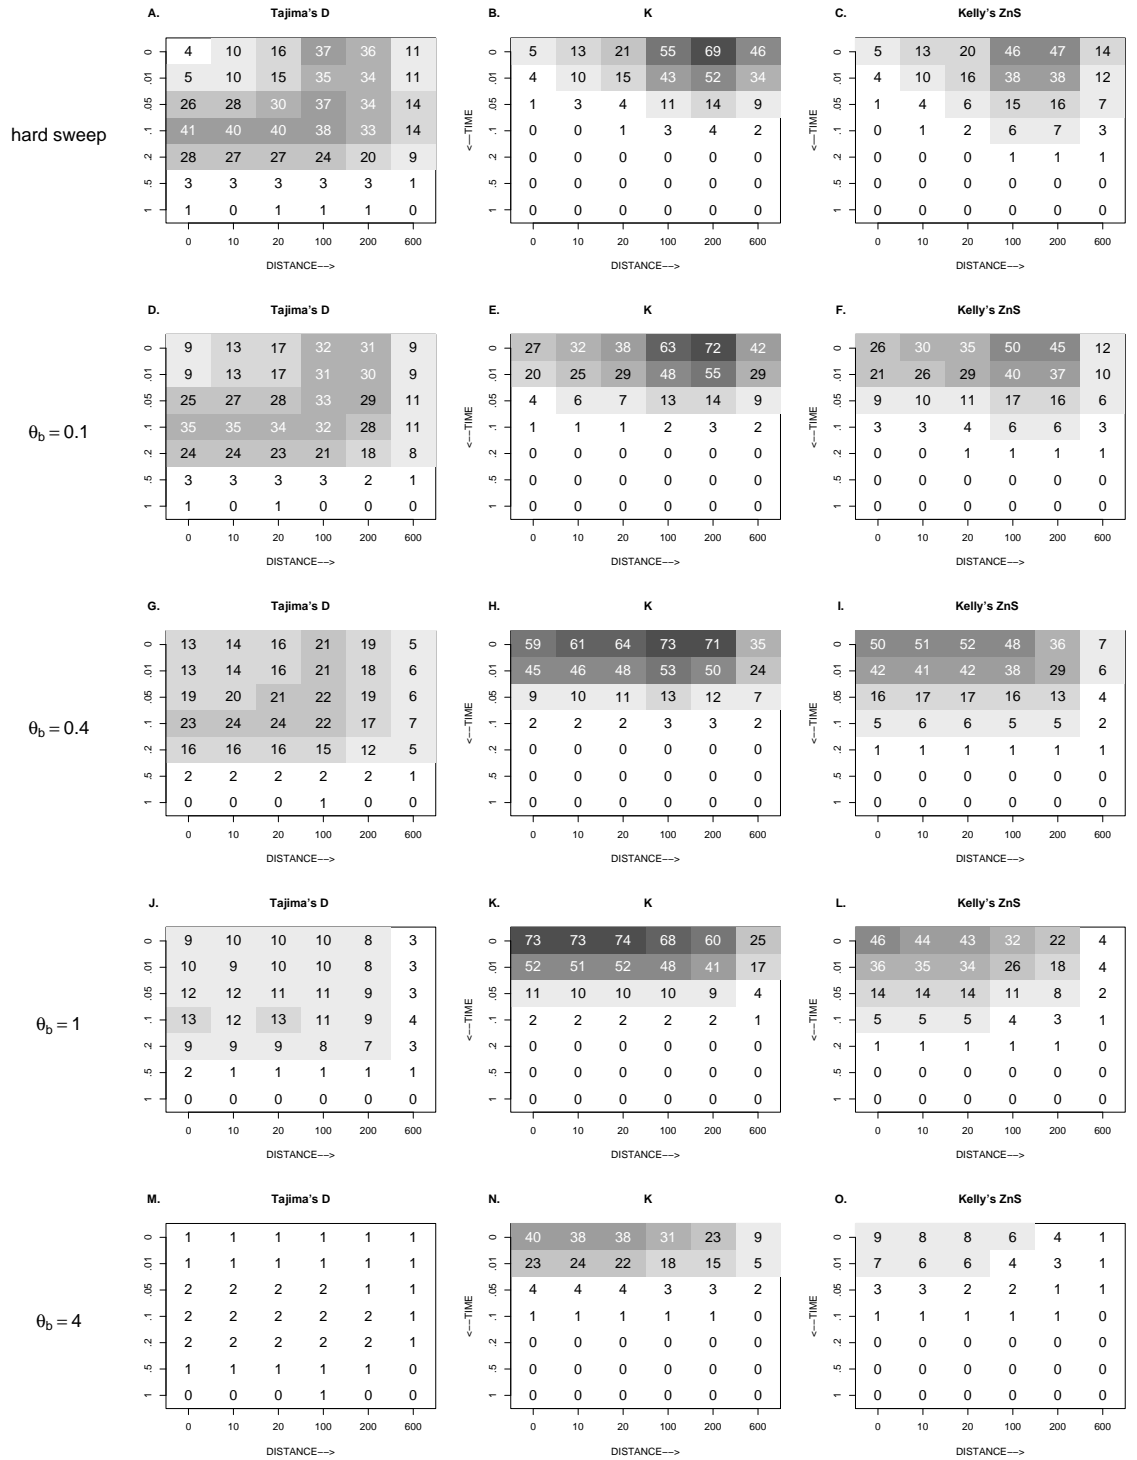 A. Tajima's D B. K C. Kelly's ZnS
0 4 10 16 37 36 11 0 5 13 21 55 69 46 0 5 13 20 46 47 14
.01 5 10 15 35 34 11 .01 4 10 15 43 52 34 .01 4 10 16 38 38 12
.05 26 28 30 37 34 14 .05 1 3 4 11 14 9 .05 1 4 6 15 16 7
hard sweep .1 41 40 40 38 33 14 <--TIME .1 0 0 1 3 4 2 <--TIME .1 0 1 2 6 7 3
.2 28 27 27 24 20 9 .2 0 0 0 0 0 0 .2 0 0 0 1 1 1
.5 3 3 3 3 3 1 .5 0 0 0 0 0 0 .5 0 0 0 0 0 0
1 1 0 1 1 1 0 1 0 0 0 0 0 0 1 0 0 0 0 0 0
0 10 20 100 200 600 0 10 20 100 200 600 0 10 20 100 200 600
DISTANCE--> DISTANCE--> DISTANCE-->
D. Tajima's D E. K F. Kelly's ZnS
0 9 13 17 32 31 9 0 27 32 38 63 72 42 0 26 30 35 50 45 12
.01 9 13 17 31 30 9 .01 20 25 29 48 55 29 .01 21 26 29 40 37 10
.05 25 27 28 33 29 11 .05 4 6 7 13 14 9 .05 9 10 11 17 16 6
θb = 0.1 .1 35 35 34 32 28 11 <--TIME .1 1 1 1 2 3 2 <--TIME .1 3 3 4 6 6 3
.2 24 24 23 21 18 8 .2 0 0 0 0 0 0 .2 0 0 1 1 1 1
.5 3 3 3 3 2 1 .5 0 0 0 0 0 0 .5 0 0 0 0 0 0
1 1 0 1 0 0 0 1 0 0 0 0 0 0 1 0 0 0 0 0 0
0 10 20 100 200 600 0 10 20 100 200 600 0 10 20 100 200 600
DISTANCE--> DISTANCE--> DISTANCE-->
G. Tajima's D H. K I. Kelly's ZnS
0 13 14 16 21 19 5 0 59 61 64 73 71 35 0 50 51 52 48 36 7
.01 13 14 16 21 18 6 .01 45 46 48 53 50 24 .01 42 41 42 38 29 6
.05 19 20 21 22 19 6 .05 9 10 11 13 12 7 .05 16 17 17 16 13 4
θb = 0.4 .1 23 24 24 22 17 7 <--TIME .1 2 2 2 3 3 2 <--TIME .1 5 6 6 5 5 2
.2 16 16 16 15 12 5 .2 0 0 0 0 0 0 .2 1 1 1 1 1 1
.5 2 2 2 2 2 1 .5 0 0 0 0 0 0 .5 0 0 0 0 0 0
1 0 0 0 1 0 0 1 0 0 0 0 0 0 1 0 0 0 0 0 0
0 10 20 100 200 600 0 10 20 100 200 600 0 10 20 100 200 600
DISTANCE--> DISTANCE--> DISTANCE-->
J. Tajima's D K. K L. Kelly's ZnS
0 9 10 10 10 8 3 0 73 73 74 68 60 25 0 46 44 43 32 22 4
.01 10 9 10 10 8 3 .01 52 51 52 48 41 17 .01 36 35 34 26 18 4
.05 12 12 11 11 9 3 .05 11 10 10 10 9 4 .05 14 14 14 11 8 2
θb = 1 .1 13 12 13 11 9 4 <--TIME .1 2 2 2 2 2 1 <--TIME .1 5 5 5 4 3 1
.2 9 9 9 8 7 3 .2 0 0 0 0 0 0 .2 1 1 1 1 1 0
.5 2 1 1 1 1 1 .5 0 0 0 0 0 0 .5 0 0 0 0 0 0
1 0 0 0 0 0 0 1 0 0 0 0 0 0 1 0 0 0 0 0 0
0 10 20 100 200 600 0 10 20 100 200 600 0 10 20 100 200 600
DISTANCE--> DISTANCE--> DISTANCE-->
M. Tajima's D N. K O. Kelly's ZnS
0 1 1 1 1 1 1 0 40 38 38 31 23 9 0 9 8 8 6 4 1
.01 1 1 1 1 1 1 .01 23 24 22 18 15 5 .01 7 6 6 4 3 1
.05 2 2 2 2 1 1 .05 4 4 4 3 3 2 .05 3 3 2 2 1 1
θb = 4 .1 2 2 2 2 2 1 <--TIME .1 1 1 1 1 1 0 <--TIME .1 1 1 1 1 1 0
.2 2 2 2 2 2 1 .2 0 0 0 0 0 0 .2 0 0 0 0 0 0
.5 1 1 1 1 1 0 .5 0 0 0 0 0 0 .5 0 0 0 0 0 0
1 0 0 0 1 0 0 1 0 0 0 0 0 0 1 0 0 0 0 0 0
0 10 20 100 200 600 0 10 20 100 200 600 0 10 20 100 200 600
DISTANCE--> DISTANCE--> DISTANCE-->